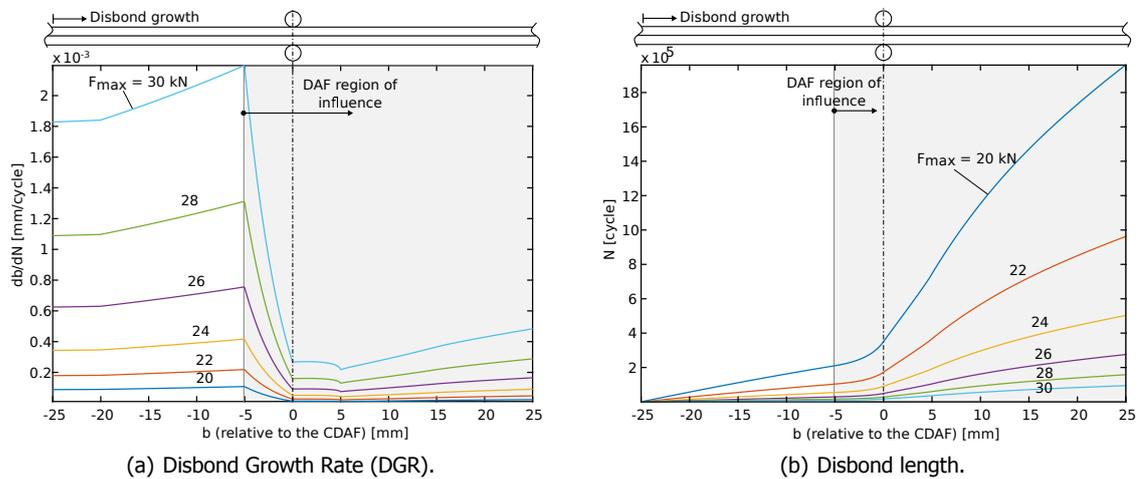 Disbond growth
x 10-3
Fmax = 30 kN
DAF region of
influence
28
26
24
22
20
2
1.8
1.6
1.4
1.2
1
0.8
0.6
0.4
0.2
db/dN [mm/cycle]
-25 -20 -15 -10 -5 0 5 10 15 20 25
b (relative to the CDAF) [mm]
(a) Disbond Growth Rate (DGR).
Disbond growth
x 105
DAF region of
influence
Fmax = 20 kN
22
24
26
28
30
18
16
14
12
10
8
6
4
2
N [cycle]
-25 -20 -15 -10 -5 0 5 10 15 20 25
b (relative to the CDAF) [mm]
(b) Disbond length.